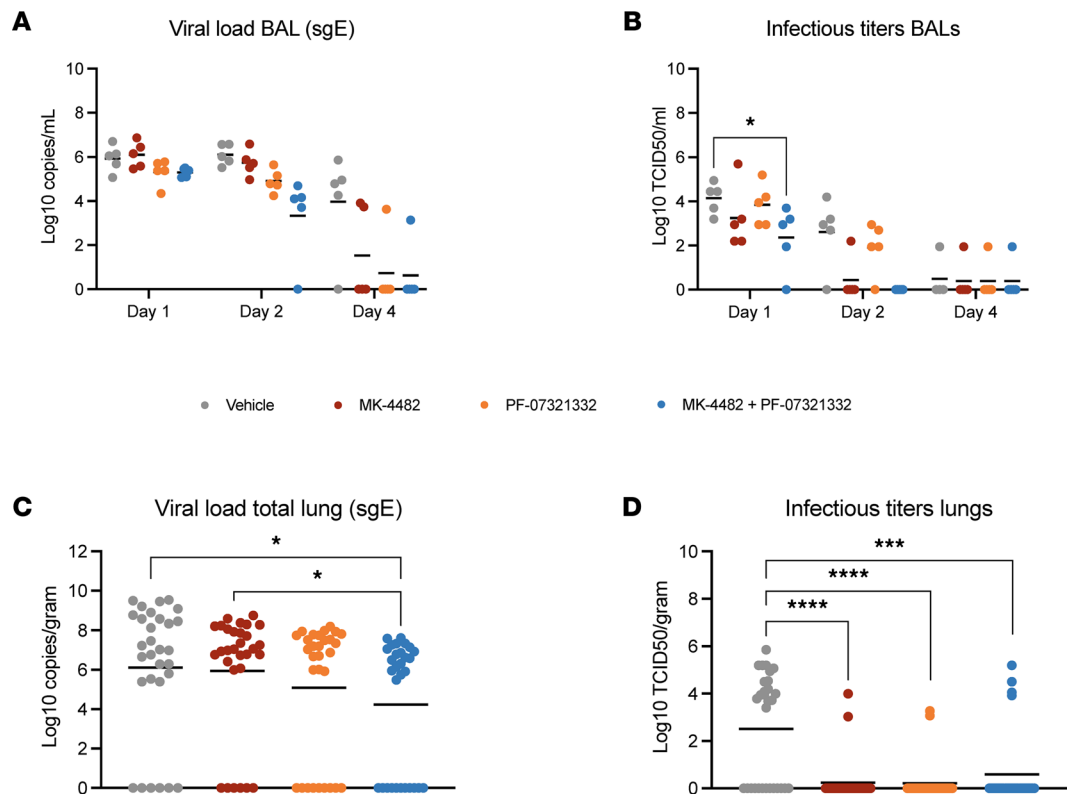 A
Viral load BAL (sgE)
Log10 copies/mL
10
8
6
4
2
0
Day 1
Day 2
Day 4
B
Infectious titers BALs
Log10 TCID50/ml
10
8
6
4
2
0
*
Day 1
Day 2
Day 4
Vehicle
MK-4482
PF-07321332
MK-4482 + PF-07321332
C
Viral load total lung (sgE)
Log10 copies/gram
12
10
8
6
4
2
0
*
*
D
Infectious titers lungs
Log10 TCID50/gram
10
8
6
4
2
0
***
****
****